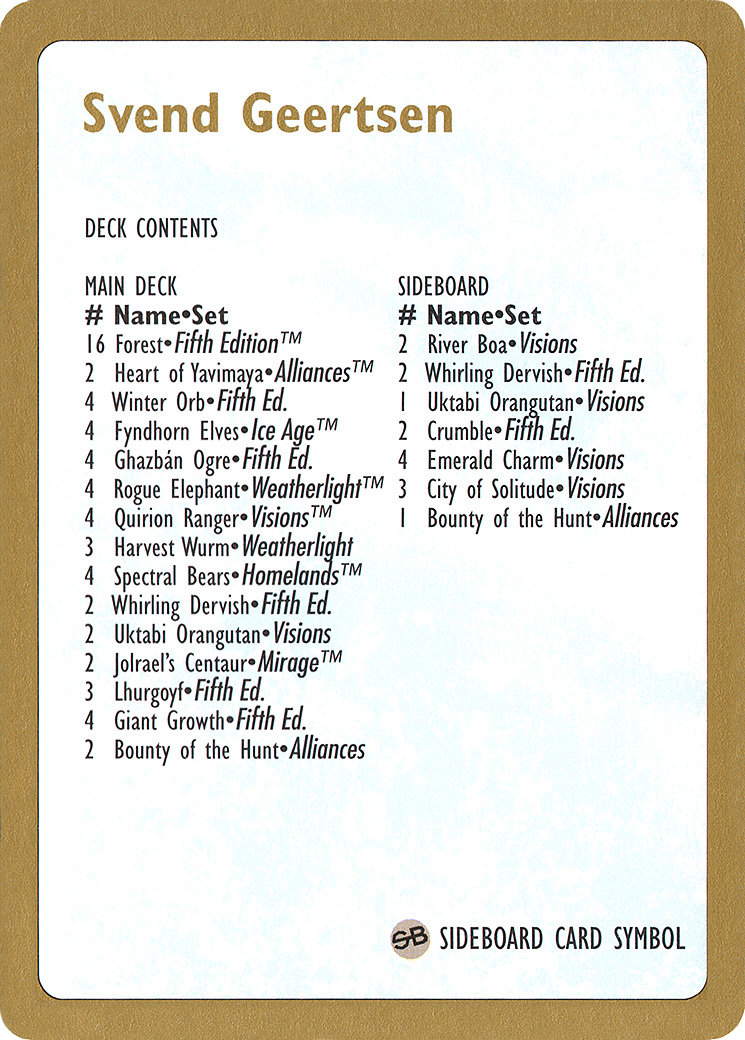 Svend Geertsen
DECK CONTENTS
MAIN DECK
# Name•Set
16 Forest•Fifth Edition™
2 Heart of Yavimaya•Alliances™
4 Winter Orb•Fifth Ed.
4 Fyndhorn Elves•Ice Age™
4 Ghazbán Ogre•Fifth Ed.
4 Rogue Elephant•Weatherlight™
4 Quirion Ranger•Visions™
3 Harvest Wurm•Weatherlight
4 Spectral Bears•Homelands™
2 Whirling Dervish•Fifth Ed.
2 Uktabi Orangutan•Visions
2 Jolrael's Centaur•Mirage™
3 Lhurgoyf•Fifth Ed.
4 Giant Growth•Fifth Ed.
2 Bounty of the Hunt•Alliances
SIDEBOARD
# Name•Set
2 River Boa•Visions
2 Whirling Dervish•Fifth Ed.
1 Uktabi Orangutan•Visions
2 Crumble•Fifth Ed.
4 Emerald Charm•Visions
3 City of Solitude•Visions
1 Bounty of the Hunt•Alliances
SB SIDEBOARD CARD SYMBOL